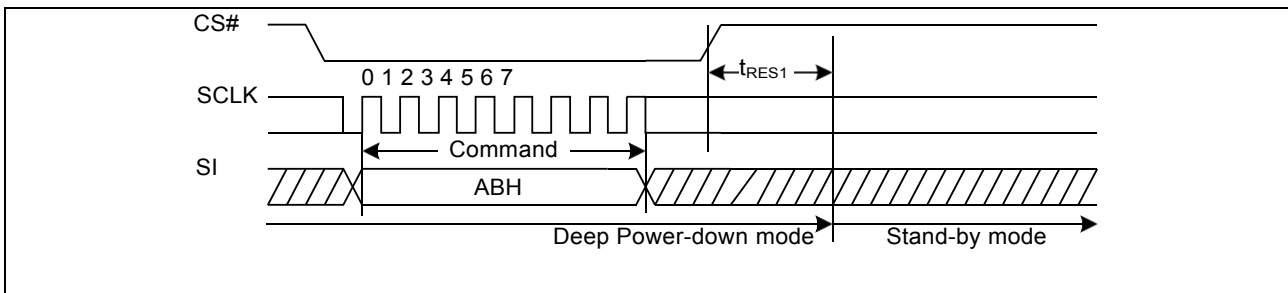 CS#
tRES1
0 1 2 3 4 5 6 7
SCLK
Command
SI
ABH
Deep Power-down mode
Stand-by mode